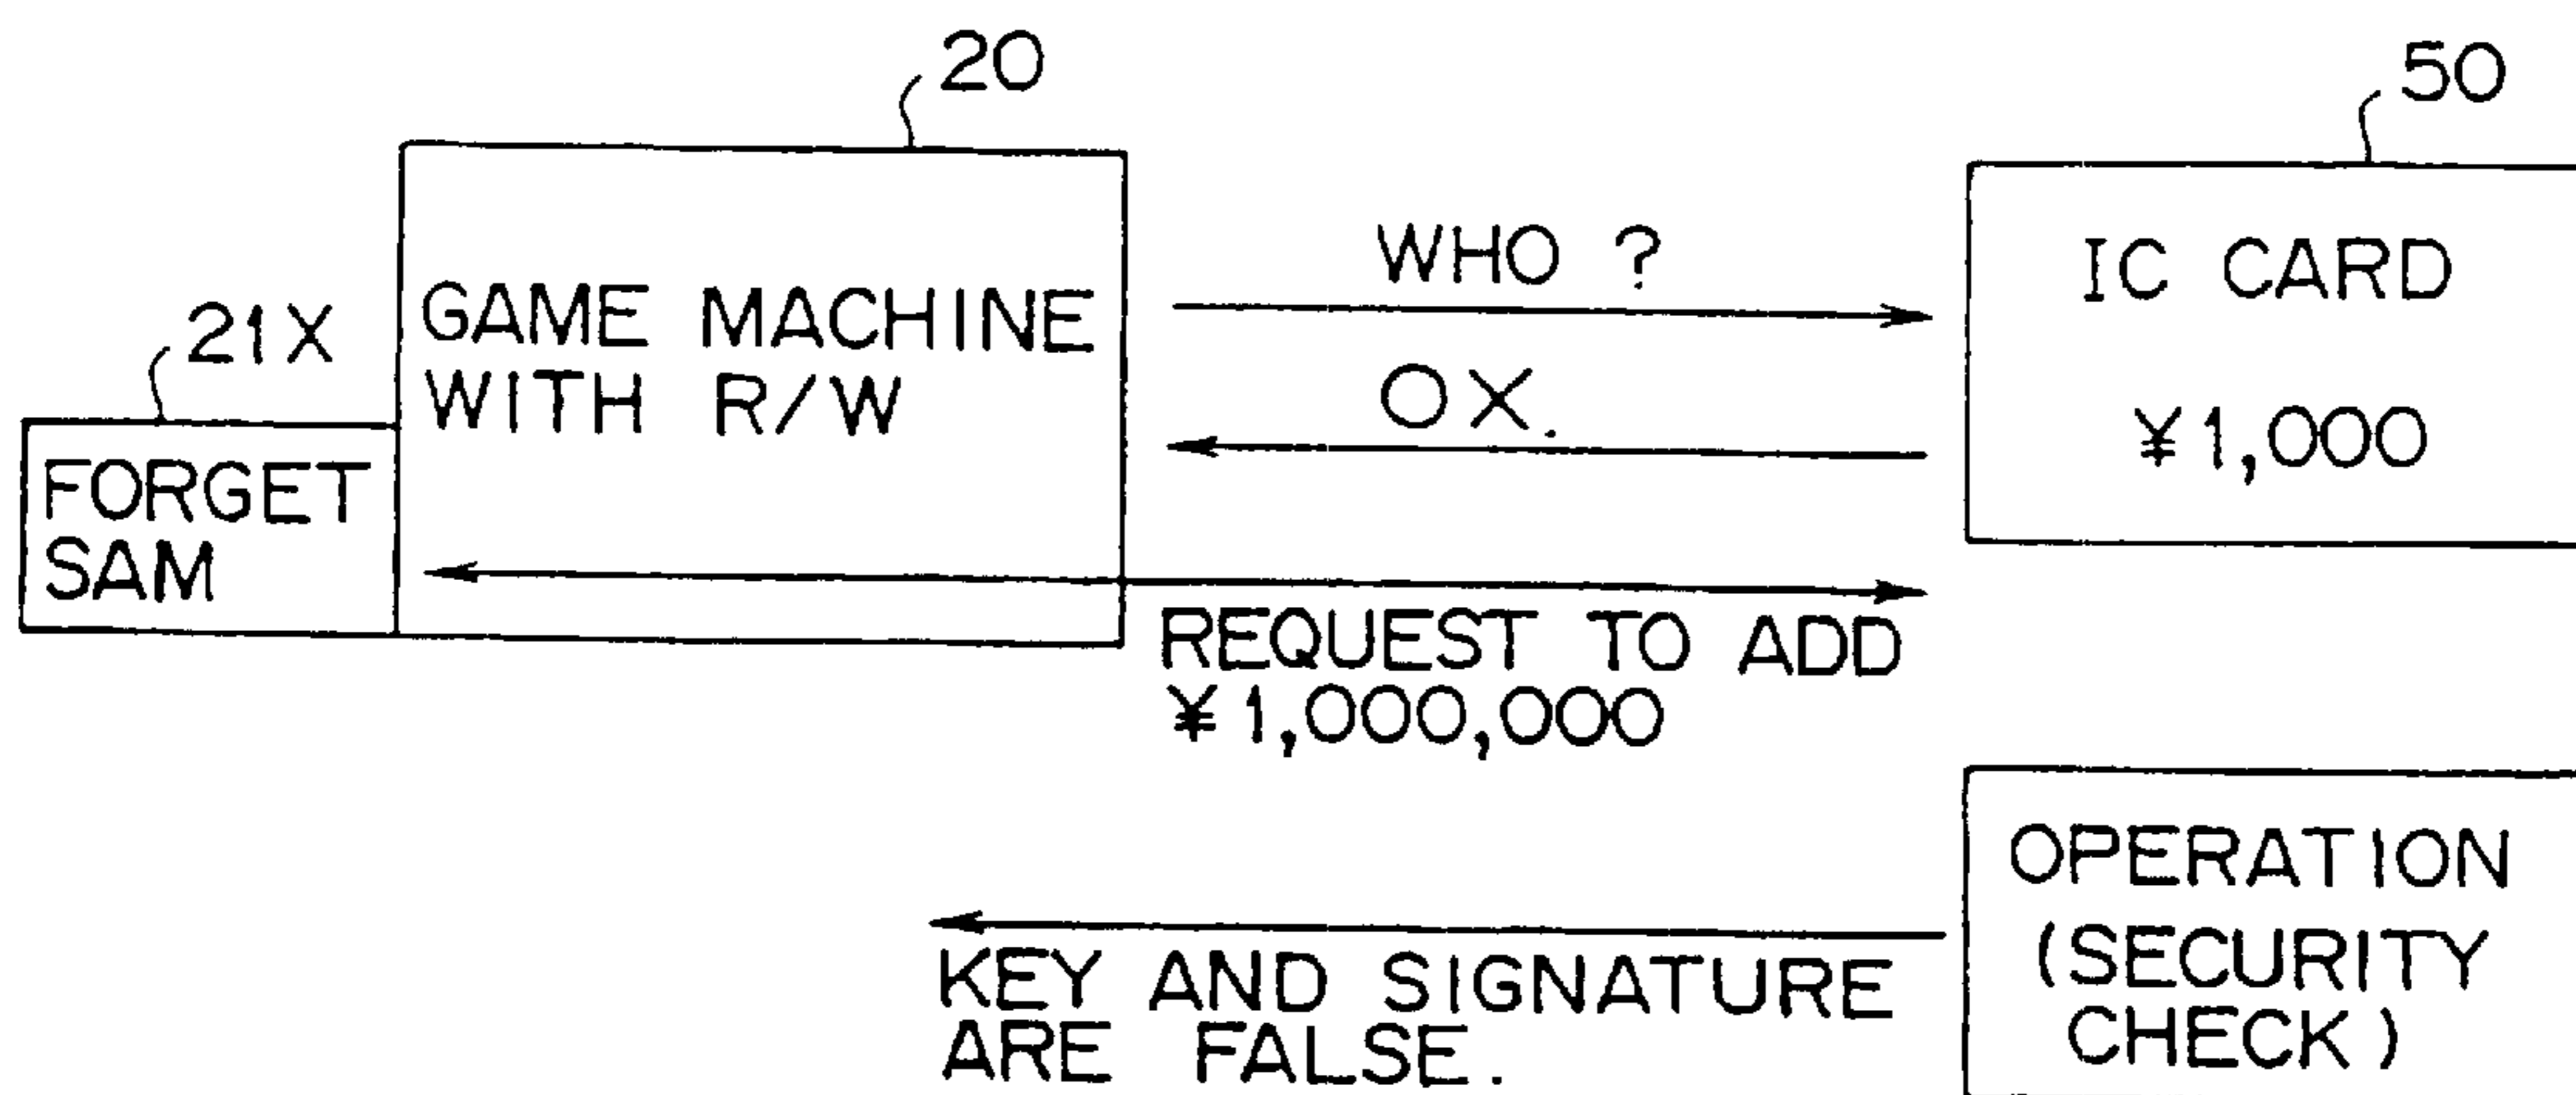 20
50
21X
GAME MACHINE
WITH R/W
FORGET
SAM
WHO ?
OX.
IC CARD
¥1,000
REQUEST TO ADD
¥1,000,000
OPERATION
(SECURITY
CHECK)
KEY AND SIGNATURE
ARE FALSE.